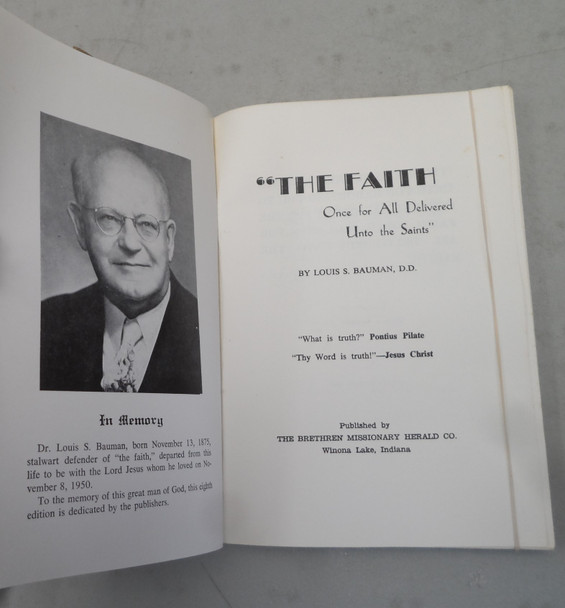 In Memory
Dr. Louis S. Bauman, born November 13, 1875,
stalwart defender of "the faith," departed from this
life to be with the Lord Jesus whom he loved on No-
vember 8, 1950.
To the memory of this great man of God, this eighth
edition is dedicated by the publishers.
"THE FAITH
Once for All Delivered
Unto the Saints"
BY LOUIS S. BAUMAN, D.D.
"What is truth?" Pontius Pilate
"Thy Word is truth!"—Jesus Christ
Published by
THE BRETHREN MISSIONARY HERALD CO.
Winona Lake, Indiana